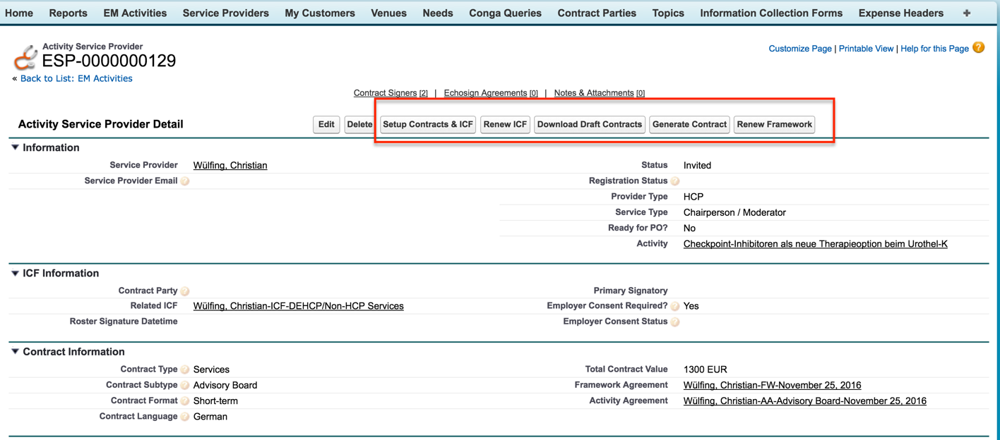 Home Reports EM Activities Service Providers My Customers Venues Needs Conga Queries Contract Parties Topics Information Collection Forms Expense Headers +
Activity Service Provider
ESP-0000000129
« Back to List: EM Activities
Customize Page | Printable View | Help for this Page ?
Contract Signers [2] | Echosign Agreements [0] | Notes & Attachments [0]
Activity Service Provider Detail Edit Delete Setup Contracts & ICF Renew ICF Download Draft Contracts Generate Contract Renew Framework
Information
Service Provider Wülfing, Christian Status Invited
Service Provider Email ? Registration Status ?
Provider Type HCP
Service Type Chairperson / Moderator
Ready for PO? No
Activity Checkpoint-Inhibitoren als neue Therapieoption beim Urothel-K
ICF Information
Contract Party ? Primary Signatory
Related ICF Wülfing, Christian-ICF-DEHCP/Non-HCP Services Employer Consent Required? ? Yes
Roster Signature Datetime Employer Consent Status ?
Contract Information
Contract Type ? Services Total Contract Value 1300 EUR
Contract Subtype ? Advisory Board Framework Agreement Wülfing, Christian-FW-November 25, 2016
Contract Format ? Short-term Activity Agreement Wülfing, Christian-AA-Advisory Board-November 25, 2016
Contract Language ? German